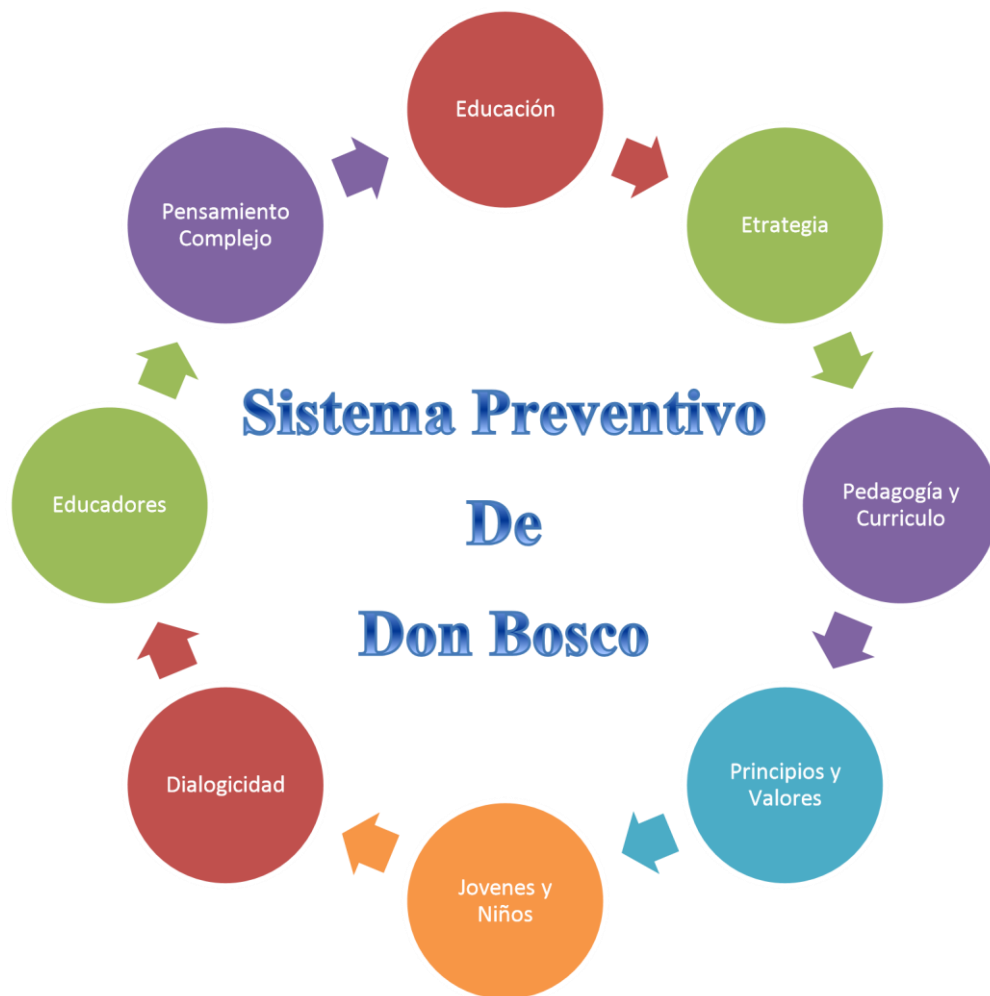 Educación
Etrategia
Pedagogía y
Curriculo
Principios y
Valores
Jovenes y
Niños
Dialogicidad
Educadores
Pensamiento
Complejo
Sistema Preventivo
De
Don Bosco